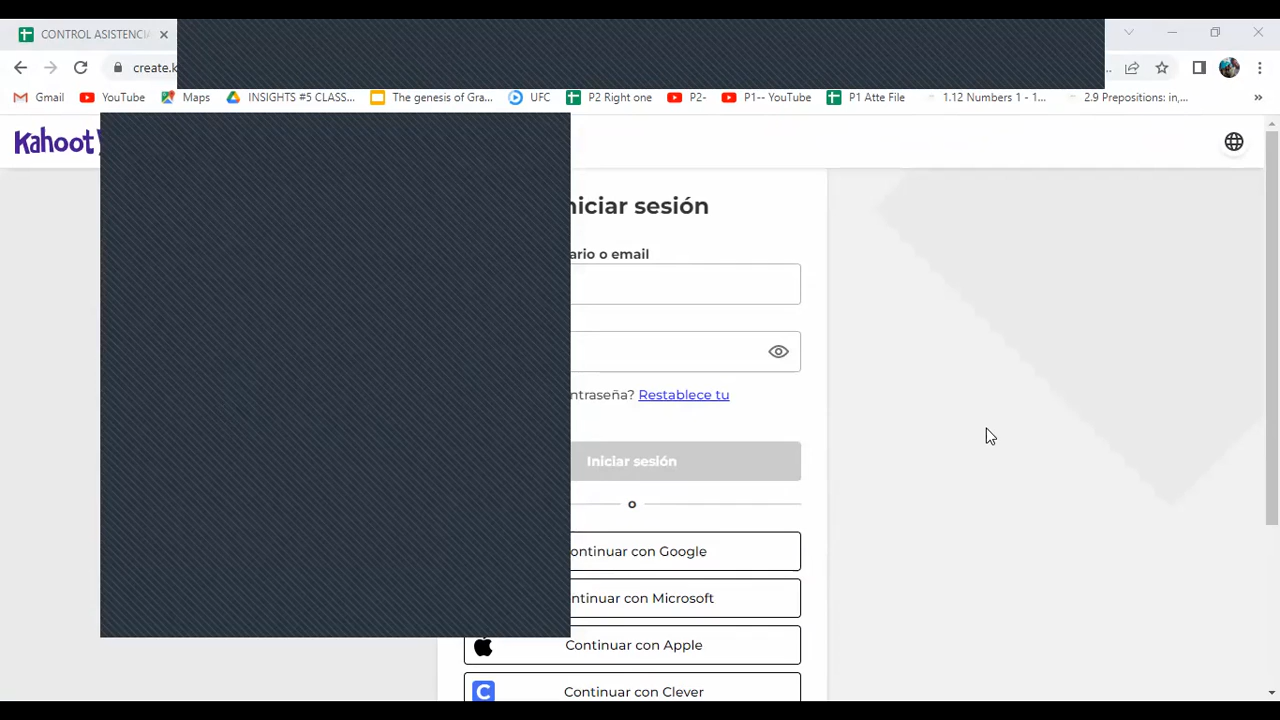 CONTROL ASISTENCI
create.k
Gmail YouTube Maps INSIGHTS #5 CLASS... The genesis of Gra... UFC P2 Right one P2- P1-- YouTube P1 Atte File 1.12 Numbers 1 - 1... 2.9 Prepositions: in,... »
Kahoot!
niciar sesión
ario o email
ntraseña? Restablece tu
Iniciar sesión
o
ontinuar con Google
ntinuar con Microsoft
Continuar con Apple
C Continuar con Clever